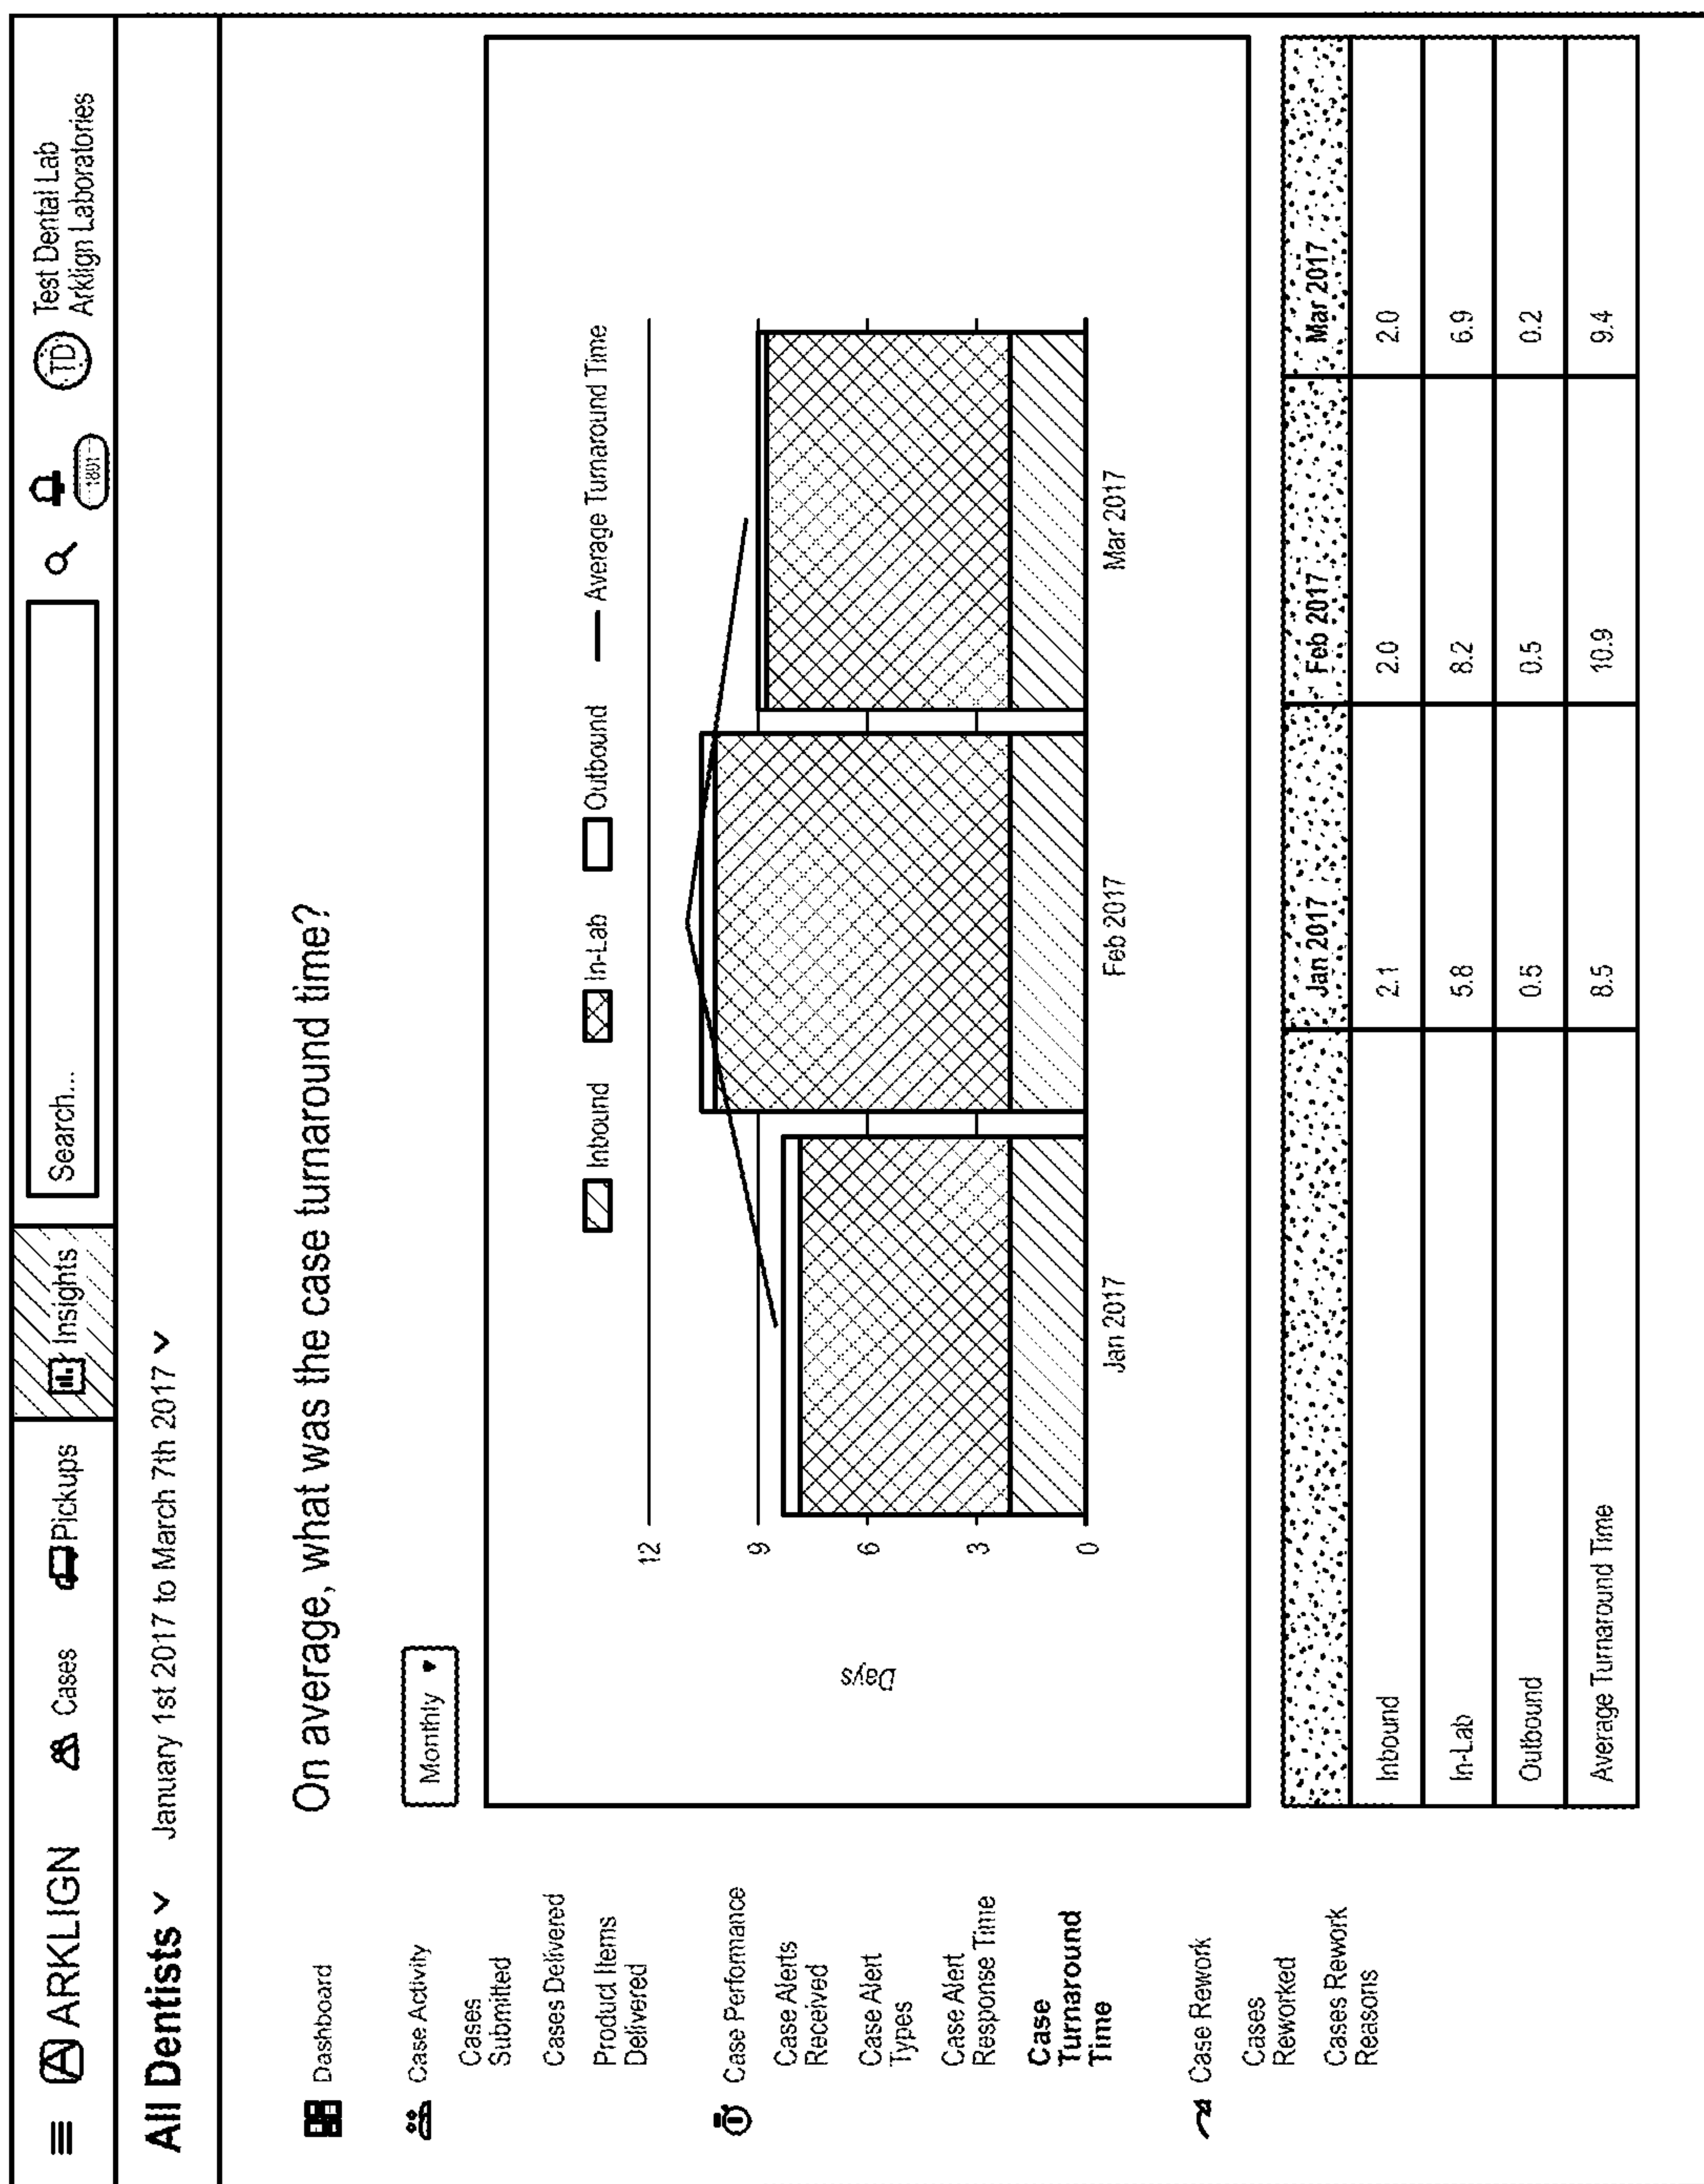 ARKLIGN
Cases
Pickups
Insights
Search...
1801
TD
Test Dental Lab
Arklign Laboratories
All Dentists
January 1st 2017 to March 7th 2017
Dashboard
Case Activity
Cases
Submitted
Cases Delivered
Product Items
Delivered
Case Performance
Case Alerts
Received
Case Alert
Types
Case Alert
Response Time
Case
Turnaround
Time
Case Rework
Cases
Reworked
Cases Rework
Reasons
On average, what was the case turnaround time?
Monthly
Inbound In-Lab Outbound Average Turnaround Time
Days
12
9
6
3
0
Jan 2017 Feb 2017 Mar 2017
Jan 2017 Feb 2017 Mar 2017
Inbound 2.1 2.0 2.0
In-Lab 5.8 8.2 6.9
Outbound 0.5 0.5 0.2
Average Turnaround Time 8.5 10.9 9.4